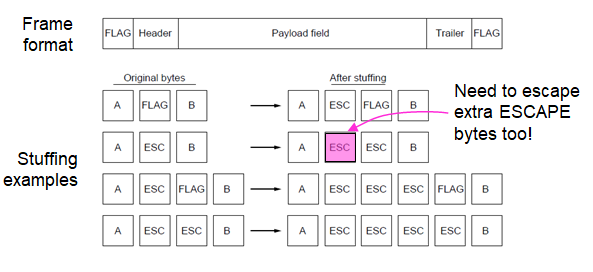 Frame format
FLAG Header Payload field Trailer FLAG
Original bytes After stuffing
A FLAG B A ESC FLAG B
Need to escape
extra ESCAPE
bytes too!
A ESC B A ESC ESC B
Stuffing
examples
A ESC FLAG B A ESC ESC ESC FLAG B
A ESC ESC B A ESC ESC ESC ESC B